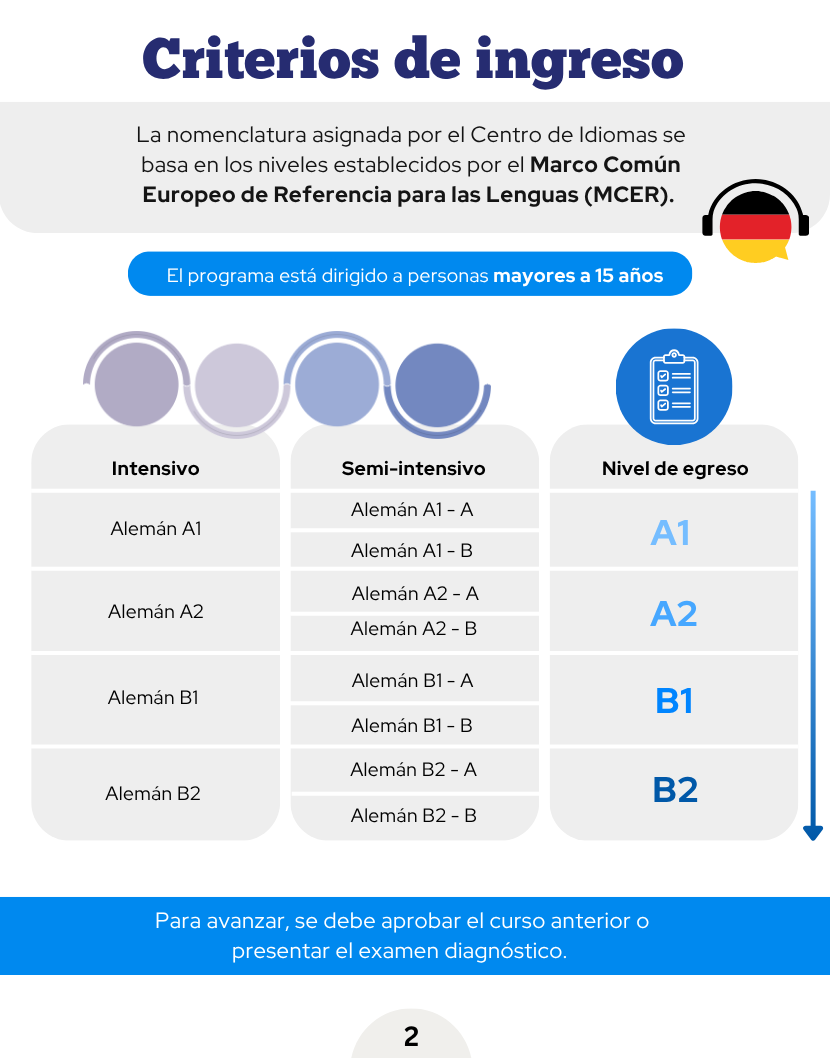 Criterios de ingreso
La nomenclatura asignada por el Centro de Idiomas se
basa en los niveles establecidos por el Marco Común
Europeo de Referencia para las Lenguas (MCER).
El programa está dirigido a personas mayores a 15 años
Intensivo
Semi-intensivo
Nivel de egreso
Alemán A1
Alemán A1 - A
Alemán A1 - B
A1
Alemán A2
Alemán A2 - A
Alemán A2 - B
A2
Alemán B1
Alemán B1 - A
Alemán B1 - B
B1
Alemán B2
Alemán B2 - A
Alemán B2 - B
B2
Para avanzar, se debe aprobar el curso anterior o
presentar el examen diagnóstico.
2